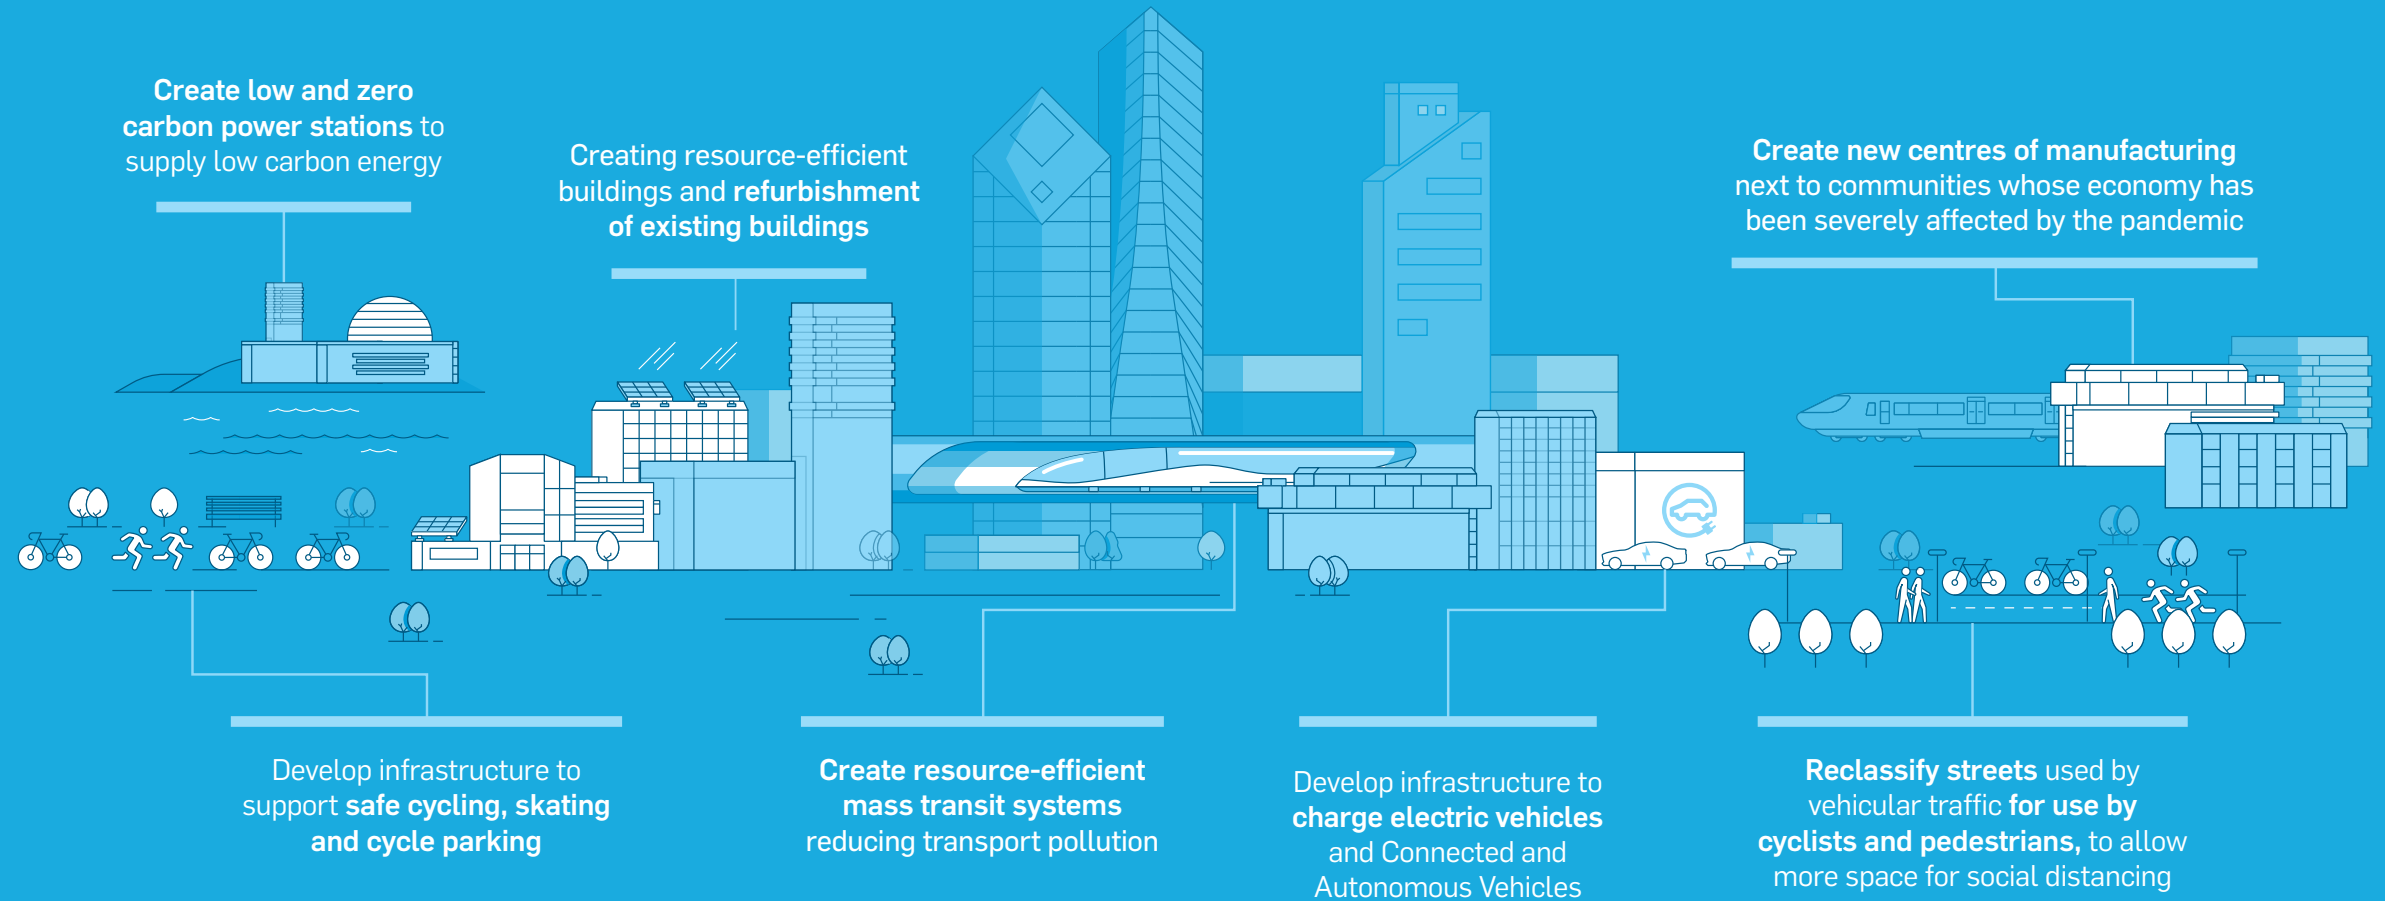 Create low and zero
carbon power stations to
supply low carbon energy
Creating resource-efficient
buildings and refurbishment
of existing buildings
Create new centres of manufacturing
next to communities whose economy has
been severely affected by the pandemic
Develop infrastructure to
support safe cycling, skating
and cycle parking
Create resource-efficient
mass transit systems
reducing transport pollution
Develop infrastructure to
charge electric vehicles
and Connected and
Autonomous Vehicles
Reclassify streets used by
vehicular traffic for use by
cyclists and pedestrians, to allow
more space for social distancing